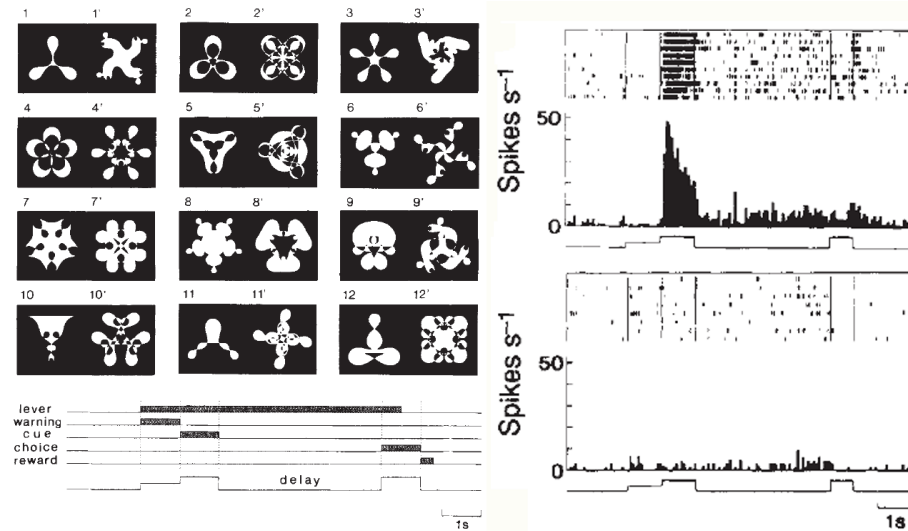 1 1' 2 2' 3 3'
4 4' 5 5' 6 6'
7 7' 8 8' 9 9'
10 10' 11 11' 12 12'
lever
warning
cue
choice
reward
delay
1s
Spikes s⁻¹
50
0
Spikes s⁻¹
50
0
1s